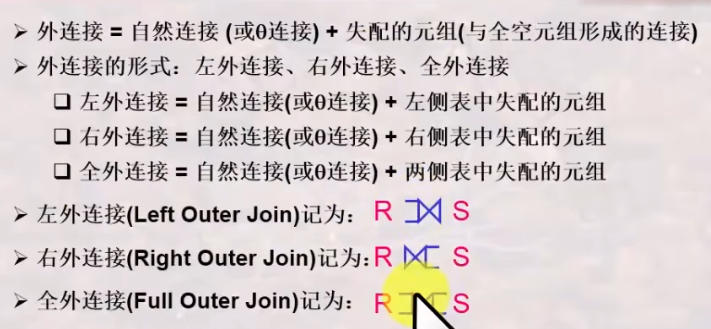 ➢ 外连接 = 自然连接 (或θ连接) + 失配的元组(与全空元组形成的连接)
➢ 外连接的形式：左外连接、右外连接、全外连接
❑ 左外连接 = 自然连接(或θ连接) + 左侧表中失配的元组
❑ 右外连接 = 自然连接(或θ连接) + 右侧表中失配的元组
❑ 全外连接 = 自然连接(或θ连接) + 两侧表中失配的元组
➢ 左外连接(Left Outer Join)记为： R ⟕ S
➢ 右外连接(Right Outer Join)记为：R ⟖ S
➢ 全外连接(Full Outer Join)记为： R ⟗ S